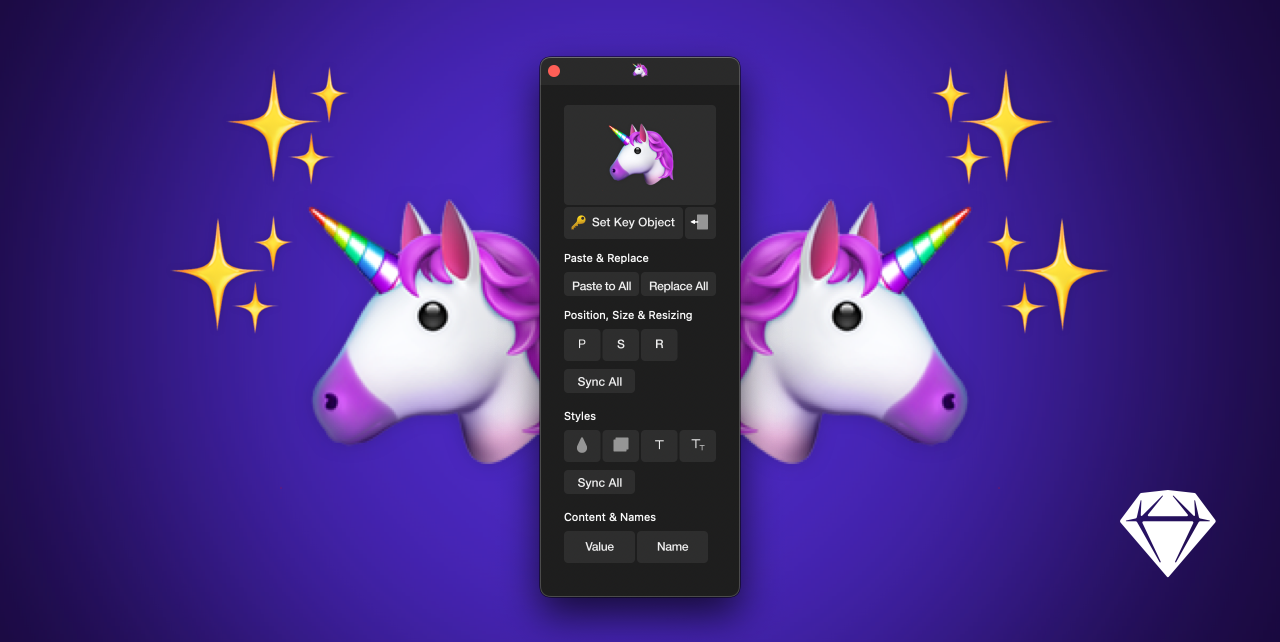 Set Key Object
Paste & Replace
Paste to All Replace All
Position, Size & Resizing
P S R
Sync All
Styles
T TT
Sync All
Content & Names
Value Name